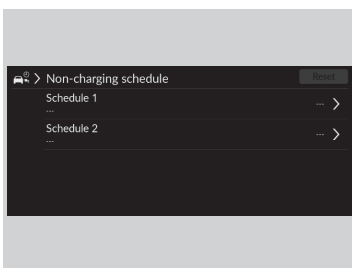 Non-charging schedule
Reset
Schedule 1
---
---
Schedule 2
---
---